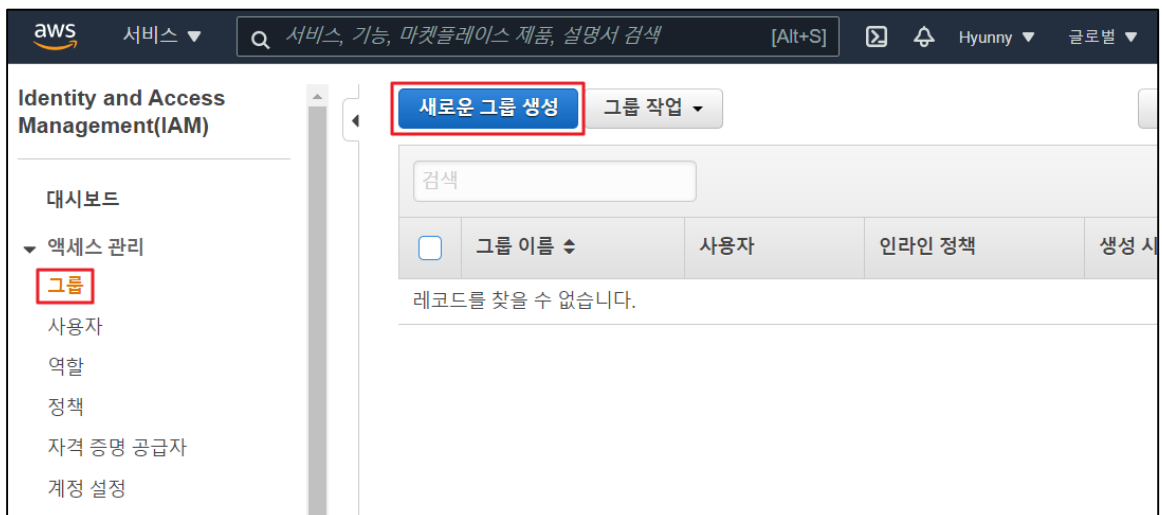 aws 서비스 ▼ 서비스, 기능, 마켓플레이스 제품, 설명서 검색 [Alt+S] Hyunny ▼ 글로벌 ▼
Identity and Access
Management(IAM)
대시보드
액세스 관리
그룹
사용자
역할
정책
자격 증명 공급자
계정 설정
새로운 그룹 생성 그룹 작업
검색
그룹 이름 사용자 인라인 정책 생성
레코드를 찾을 수 없습니다.